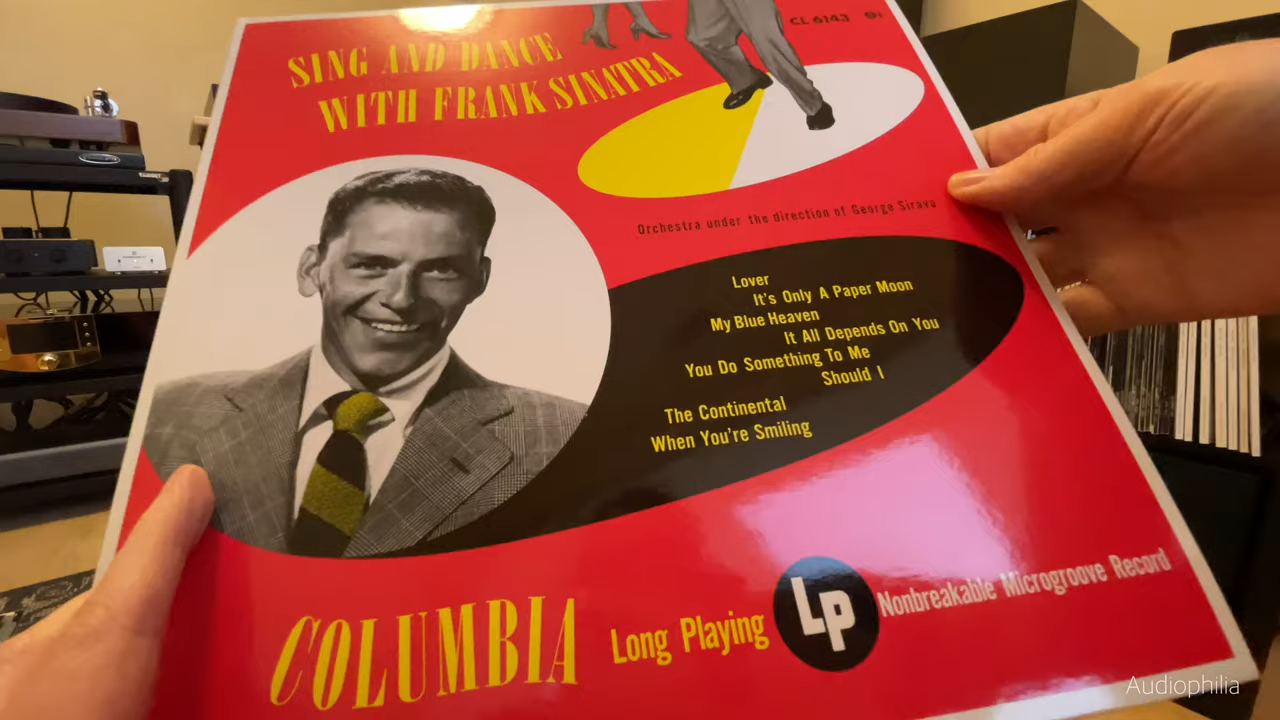 CL 6143
SING AND DANCE
WITH FRANK SINATRA
Orchestra under the direction of George Siravo
Lover
It's Only A Paper Moon
My Blue Heaven
It All Depends On You
You Do Something To Me
Should I
The Continental
When You're Smiling
COLUMBIA
Long Playing
LP
Nonbreakable Microgroove Record
Audiophilia